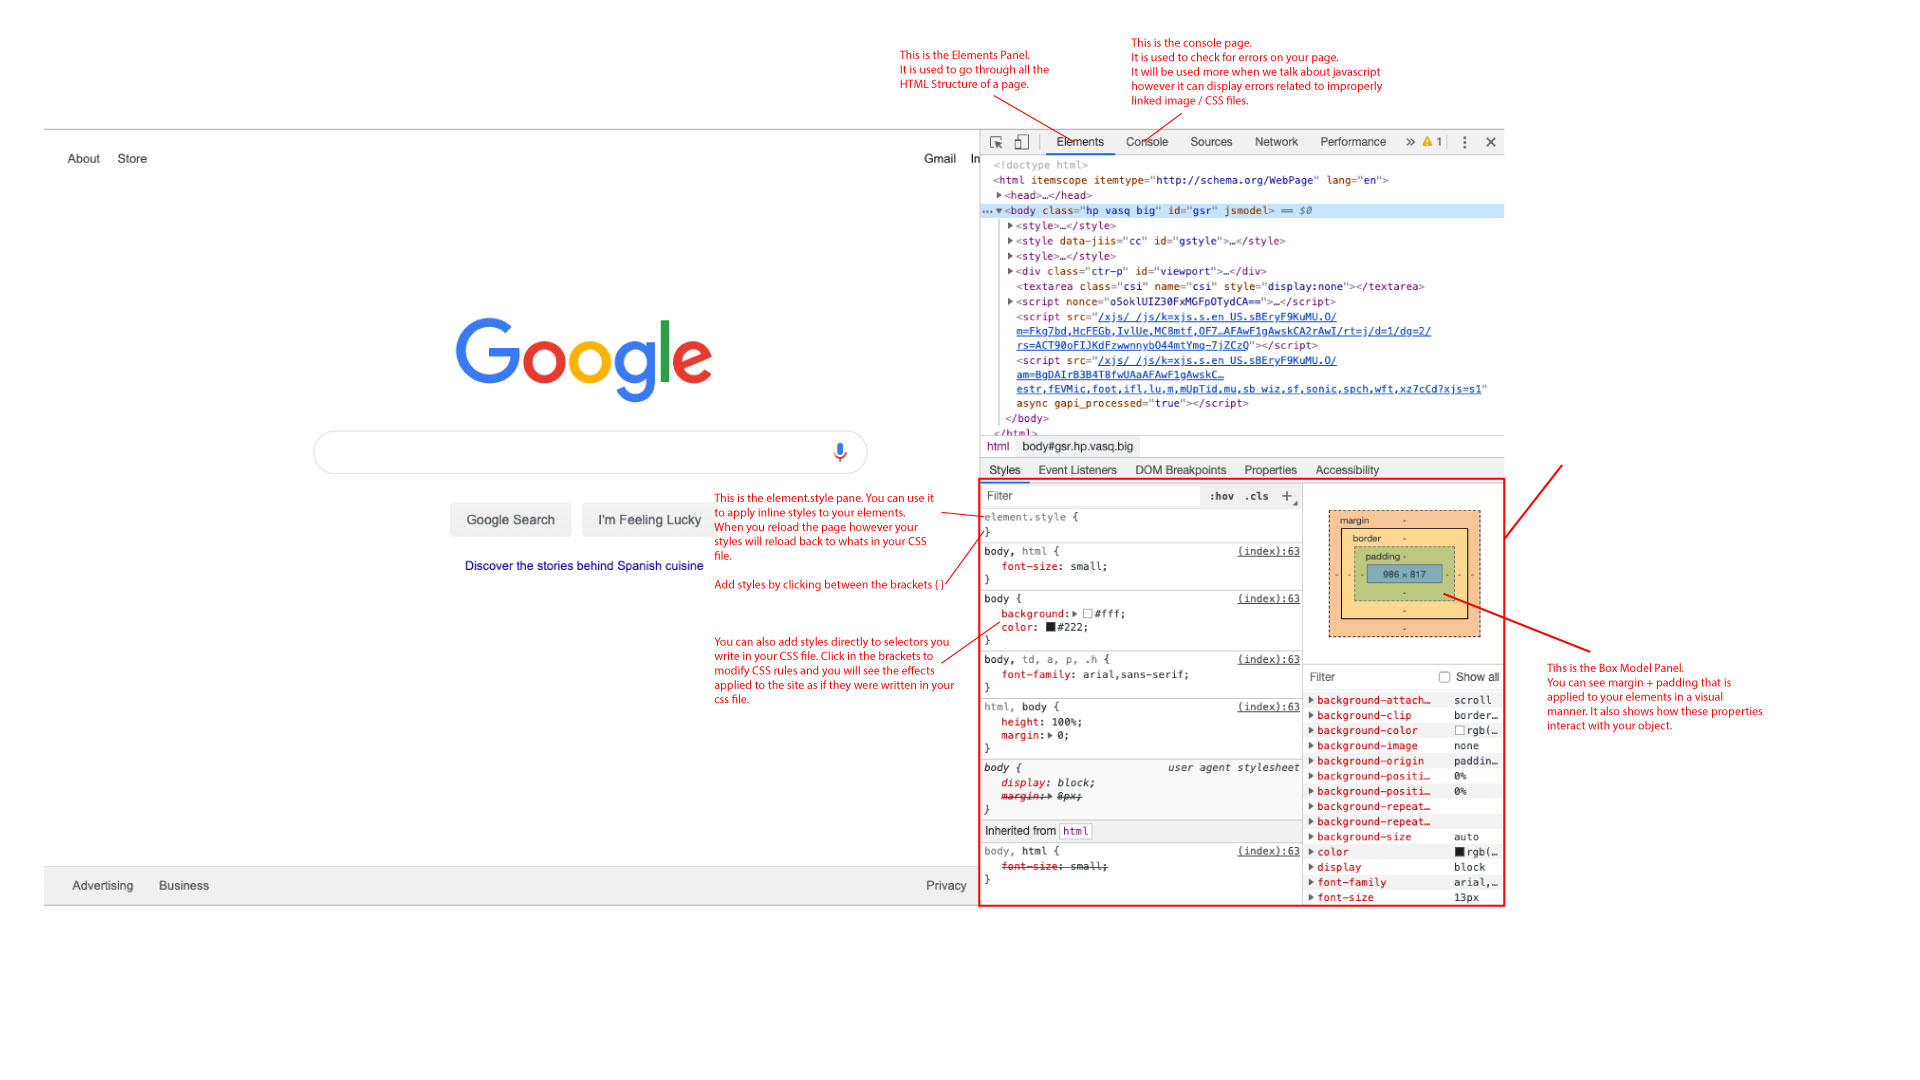 This is the Elements Panel.
It is used to go through all the
HTML Structure of a page.
This is the console page.
It is used to check for errors on your page.
It will be used more when we talk about javascript
however it can display errors related to improperly
linked image / CSS files.
About Store
Gmail
Google
Google Search I'm Feeling Lucky
Discover the stories behind Spanish cuisine
Advertising Business Privacy
This is the element.style pane. You can use it
to apply inline styles to your elements.
When you reload the page however your
styles will reload back to whats in your CSS
file.
Add styles by clicking between the brackets { }
You can also add styles directly to selectors you
write in your CSS file. Click in the brackets to
modify CSS rules and you will see the effects
applied to the site as if they were written in your
css file.
Elements Console Sources Network Performance » 1
<!doctype html>
<html itemscope itemtype="http://schema.org/WebPage" lang="en">
<head>…</head>
<body class="hp vasq big" id="gsr" jsmodel> == $0
<style>…</style>
<style data-jiis="cc" id="gstyle">…</style>
<style>…</style>
<div class="ctr-p" id="viewport">…</div>
<textarea class="csi" name="csi" style="display:none"></textarea>
<script nonce="o5oklUIZ30FxMGFpOTydCA==">…</script>
<script src="/xjs/_/js/k=xjs.s.en_US.sBEryF9KuMU.O/
m=Fkg7bd,HcFEGb,IvlUe,MC8mtf,OF7…AFAwF1gAwskCA2rAwI/rt=j/d=1/dg=2/
rs=ACT90oFIJKdFzwwnnybO44mtYmq-7jZCzQ"></script>
<script src="/xjs/_/js/k=xjs.s.en_US.sBEryF9KuMU.O/
am=BgDAIrB3B4T8fwUAaAFAwF1gAwskC…
estr,fEVMic,foot,ifl,lu,m,mUpTid,mu,sb_wiz,sf,sonic,spch,wft,xz7cCd?xjs=s1"
async gapi_processed="true"></script>
</body>
</html>
html body#gsr.hp.vasq.big
Styles Event Listeners DOM Breakpoints Properties Accessibility
Filter :hov .cls +
element.style {
}
body, html { (index):63
font-size: small;
}
body { (index):63
background: #fff;
color: #222;
}
body, td, a, p, .h { (index):63
font-family: arial,sans-serif;
}
html, body { (index):63
height: 100%;
margin: 0;
}
body { user agent stylesheet
display: block;
margin: 8px;
}
Inherited from html
body, html { (index):63
font-size: small;
}
margin -
border -
padding -
- - - 986 × 817 - - -
-
-
-
Filter Show all
background-attach… scroll
background-clip border…
background-color rgb(…
background-image none
background-origin paddin…
background-positi… 0%
background-positi… 0%
background-repeat…
background-repeat…
background-size auto
color rgb(…
display block
font-family arial,…
font-size 13px
Tihs is the Box Model Panel.
You can see margin + padding that is
applied to your elements in a visual
manner. It also shows how these properties
interact with your object.